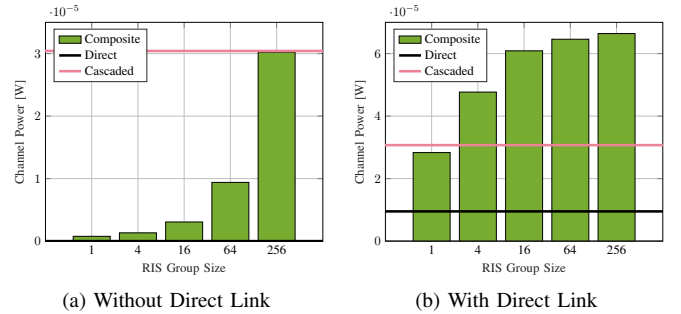 ·10⁻⁵
Channel Power [W]
3
2
1
0
Composite
Direct
Cascaded
1 4 16 64 256
RIS Group Size
(a) Without Direct Link
·10⁻⁵
Channel Power [W]
6
4
2
0
Composite
Direct
Cascaded
1 4 16 64 256
RIS Group Size
(b) With Direct Link